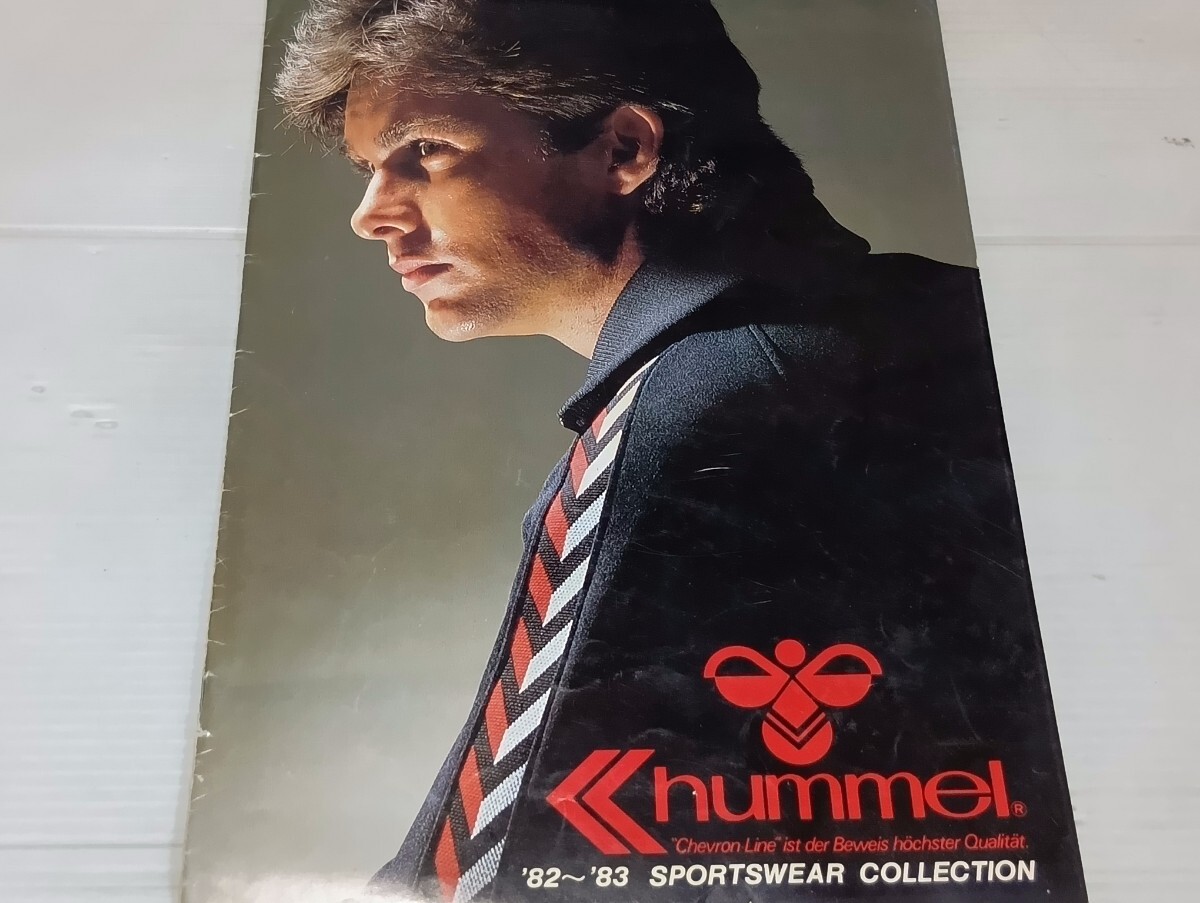 hummel®
"Chevron Line" ist der Beweis höchster Qualität.
'82~'83 SPORTSWEAR COLLECTION